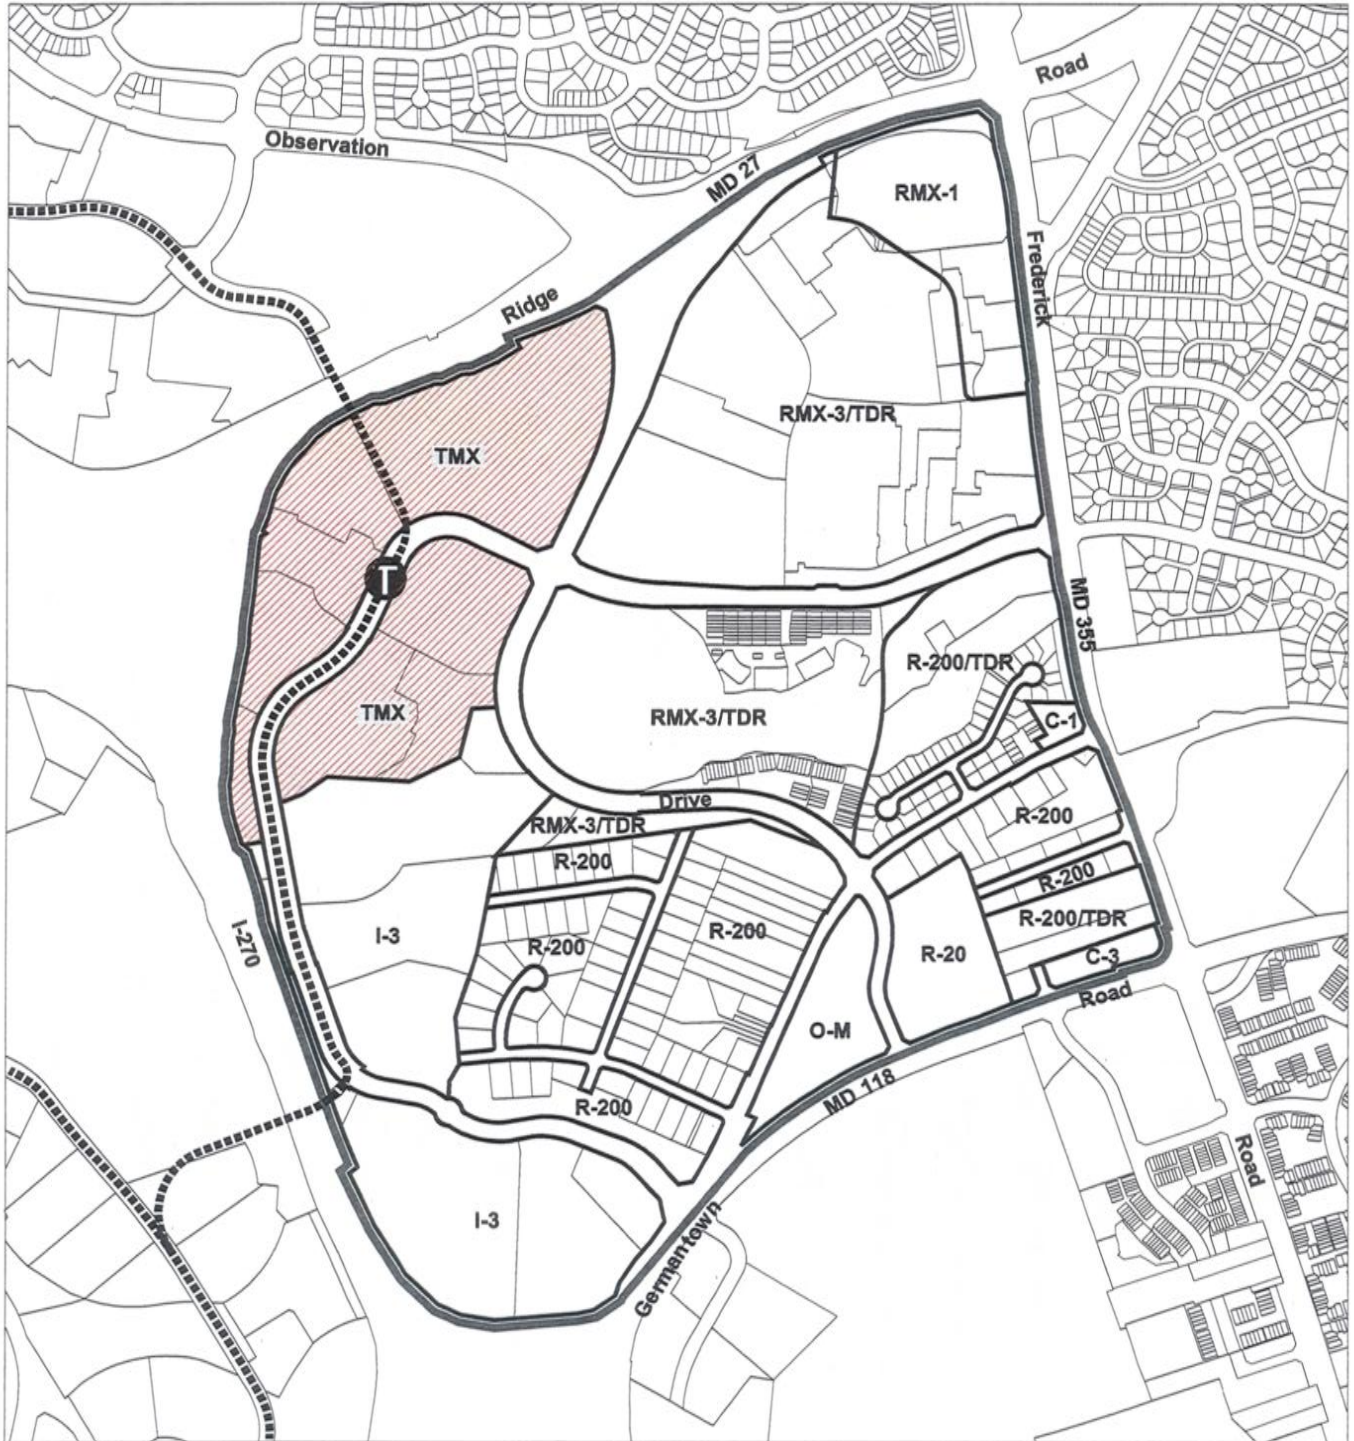 Road
Observation
MD 27
RMX-1
Frederick
Ridge
RMX-3/TDR
TMX
T
MD 355
R-200/TDR
TMX
RMX-3/TDR
C-1
Drive
RMX-3/TDR
R-200
R-200
R-200
R-200/TDR
I-270
I-3
R-200
R-200
R-20
C-3
Road
O-M
MD 118
R-200
Road
I-3
Germantown